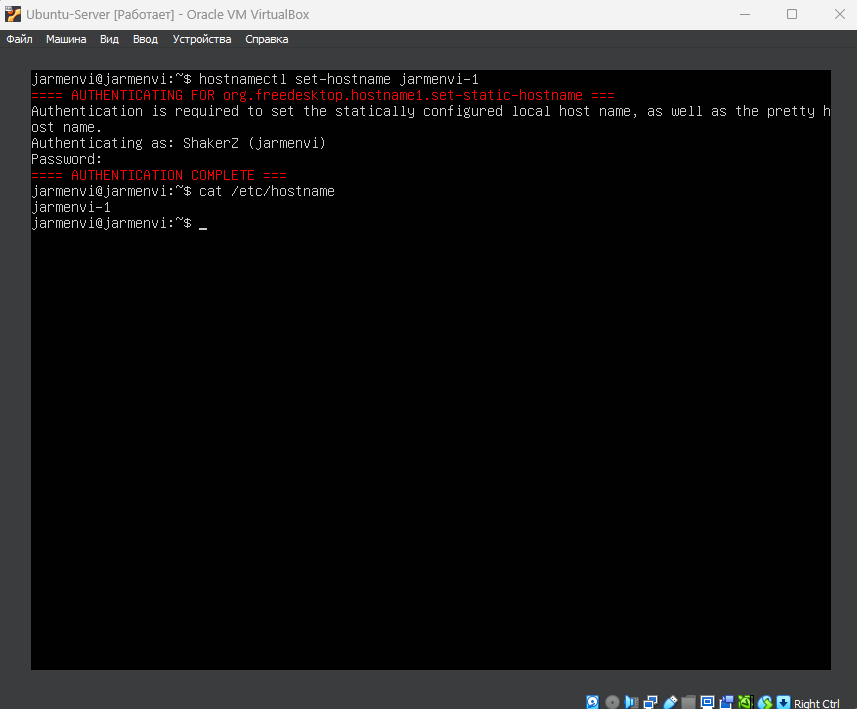 Ubuntu-Server [Работает] - Oracle VM VirtualBox
Файл Машина Вид Ввод Устройства Справка
jarmenvi@jarmenvi:~$ hostnamectl set-hostname jarmenvi-1
==== AUTHENTICATING FOR org.freedesktop.hostname1.set-static-hostname ===
Authentication is required to set the statically configured local host name, as well as the pretty h
ost name.
Authenticating as: ShakerZ (jarmenvi)
Password:
==== AUTHENTICATION COMPLETE ===
jarmenvi@jarmenvi:~$ cat /etc/hostname
jarmenvi-1
jarmenvi@jarmenvi:~$ _
Right Ctrl